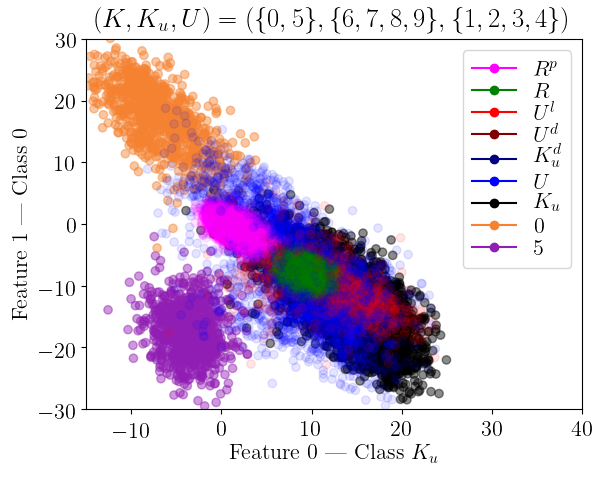 (K, K_u, U) = ({0, 5}, {6, 7, 8, 9}, {1, 2, 3, 4})
Feature 1 — Class 0
30
20
10
0
−10
−20
−30
R^p
R
U^l
U^d
K_u^d
U
K_u
0
5
−10 0 10 20 30 40
Feature 0 — Class K_u